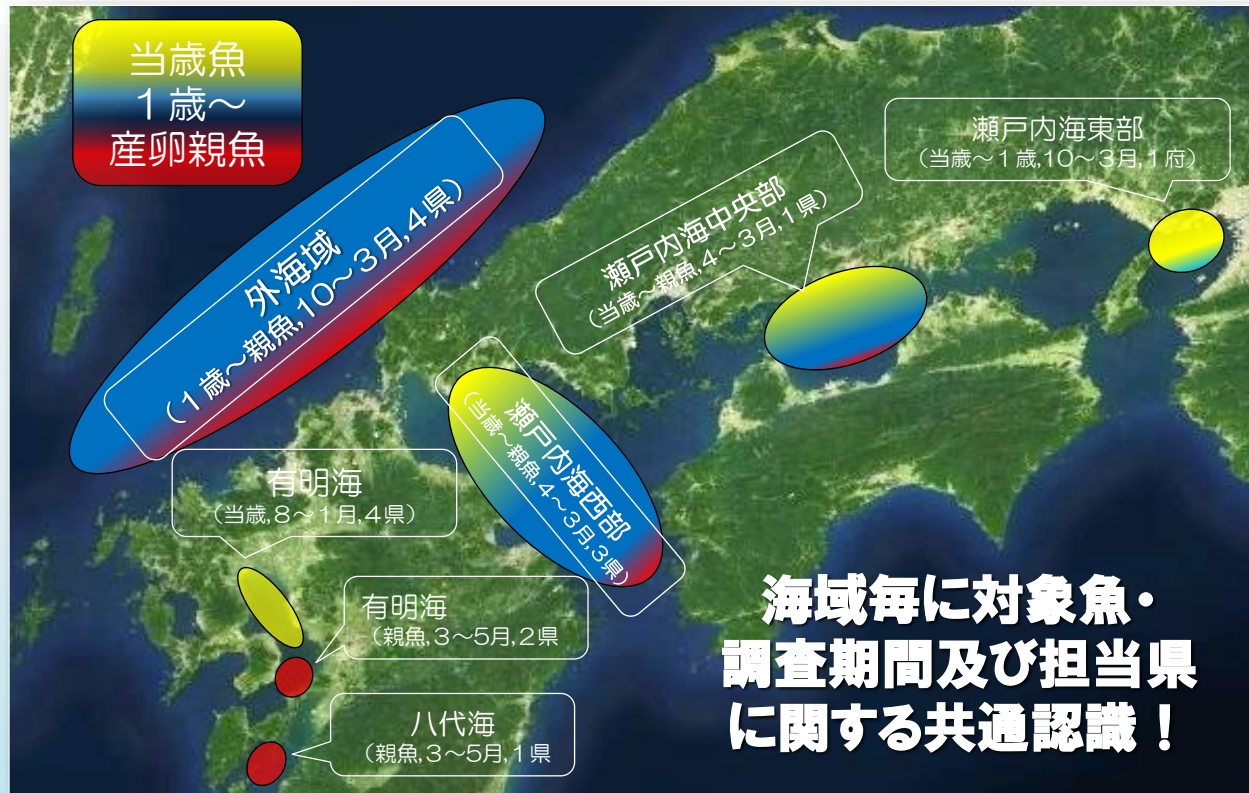 当歳魚
1歳～
産卵親魚
外海域
（1歳～親魚,10～3月,4県）
瀬戸内海中央部
（当歳～親魚,4～3月,1県）
瀬戸内海東部
（当歳～1歳,10～3月,1府）
瀬戸内海西部
（当歳～親魚,4～3月,3県）
有明海
（当歳,8～1月,4県）
有明海
（親魚,3～5月,2県
八代海
（親魚,3～5月,1県
海域毎に対象魚・
調査期間及び担当県
に関する共通認識！